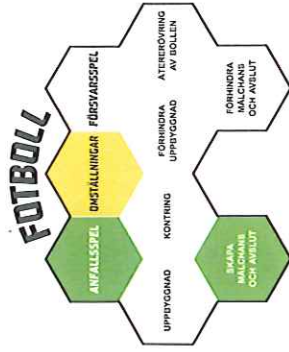 FOTBOLL
ANFALLSSPEL
OMSTÄLLNINGAR
FÖRSVARSSPEL
UPPBYGGNAD
KONTRING
FÖRHINDRA
UPPBYGGNAD
ÅTERERÖVRING
AV BOLLEN
SKAPA
MÅLCHANS
OCH AVSLUT
FÖRHINDRA
MÅLCHANS
OCH AVSLUT